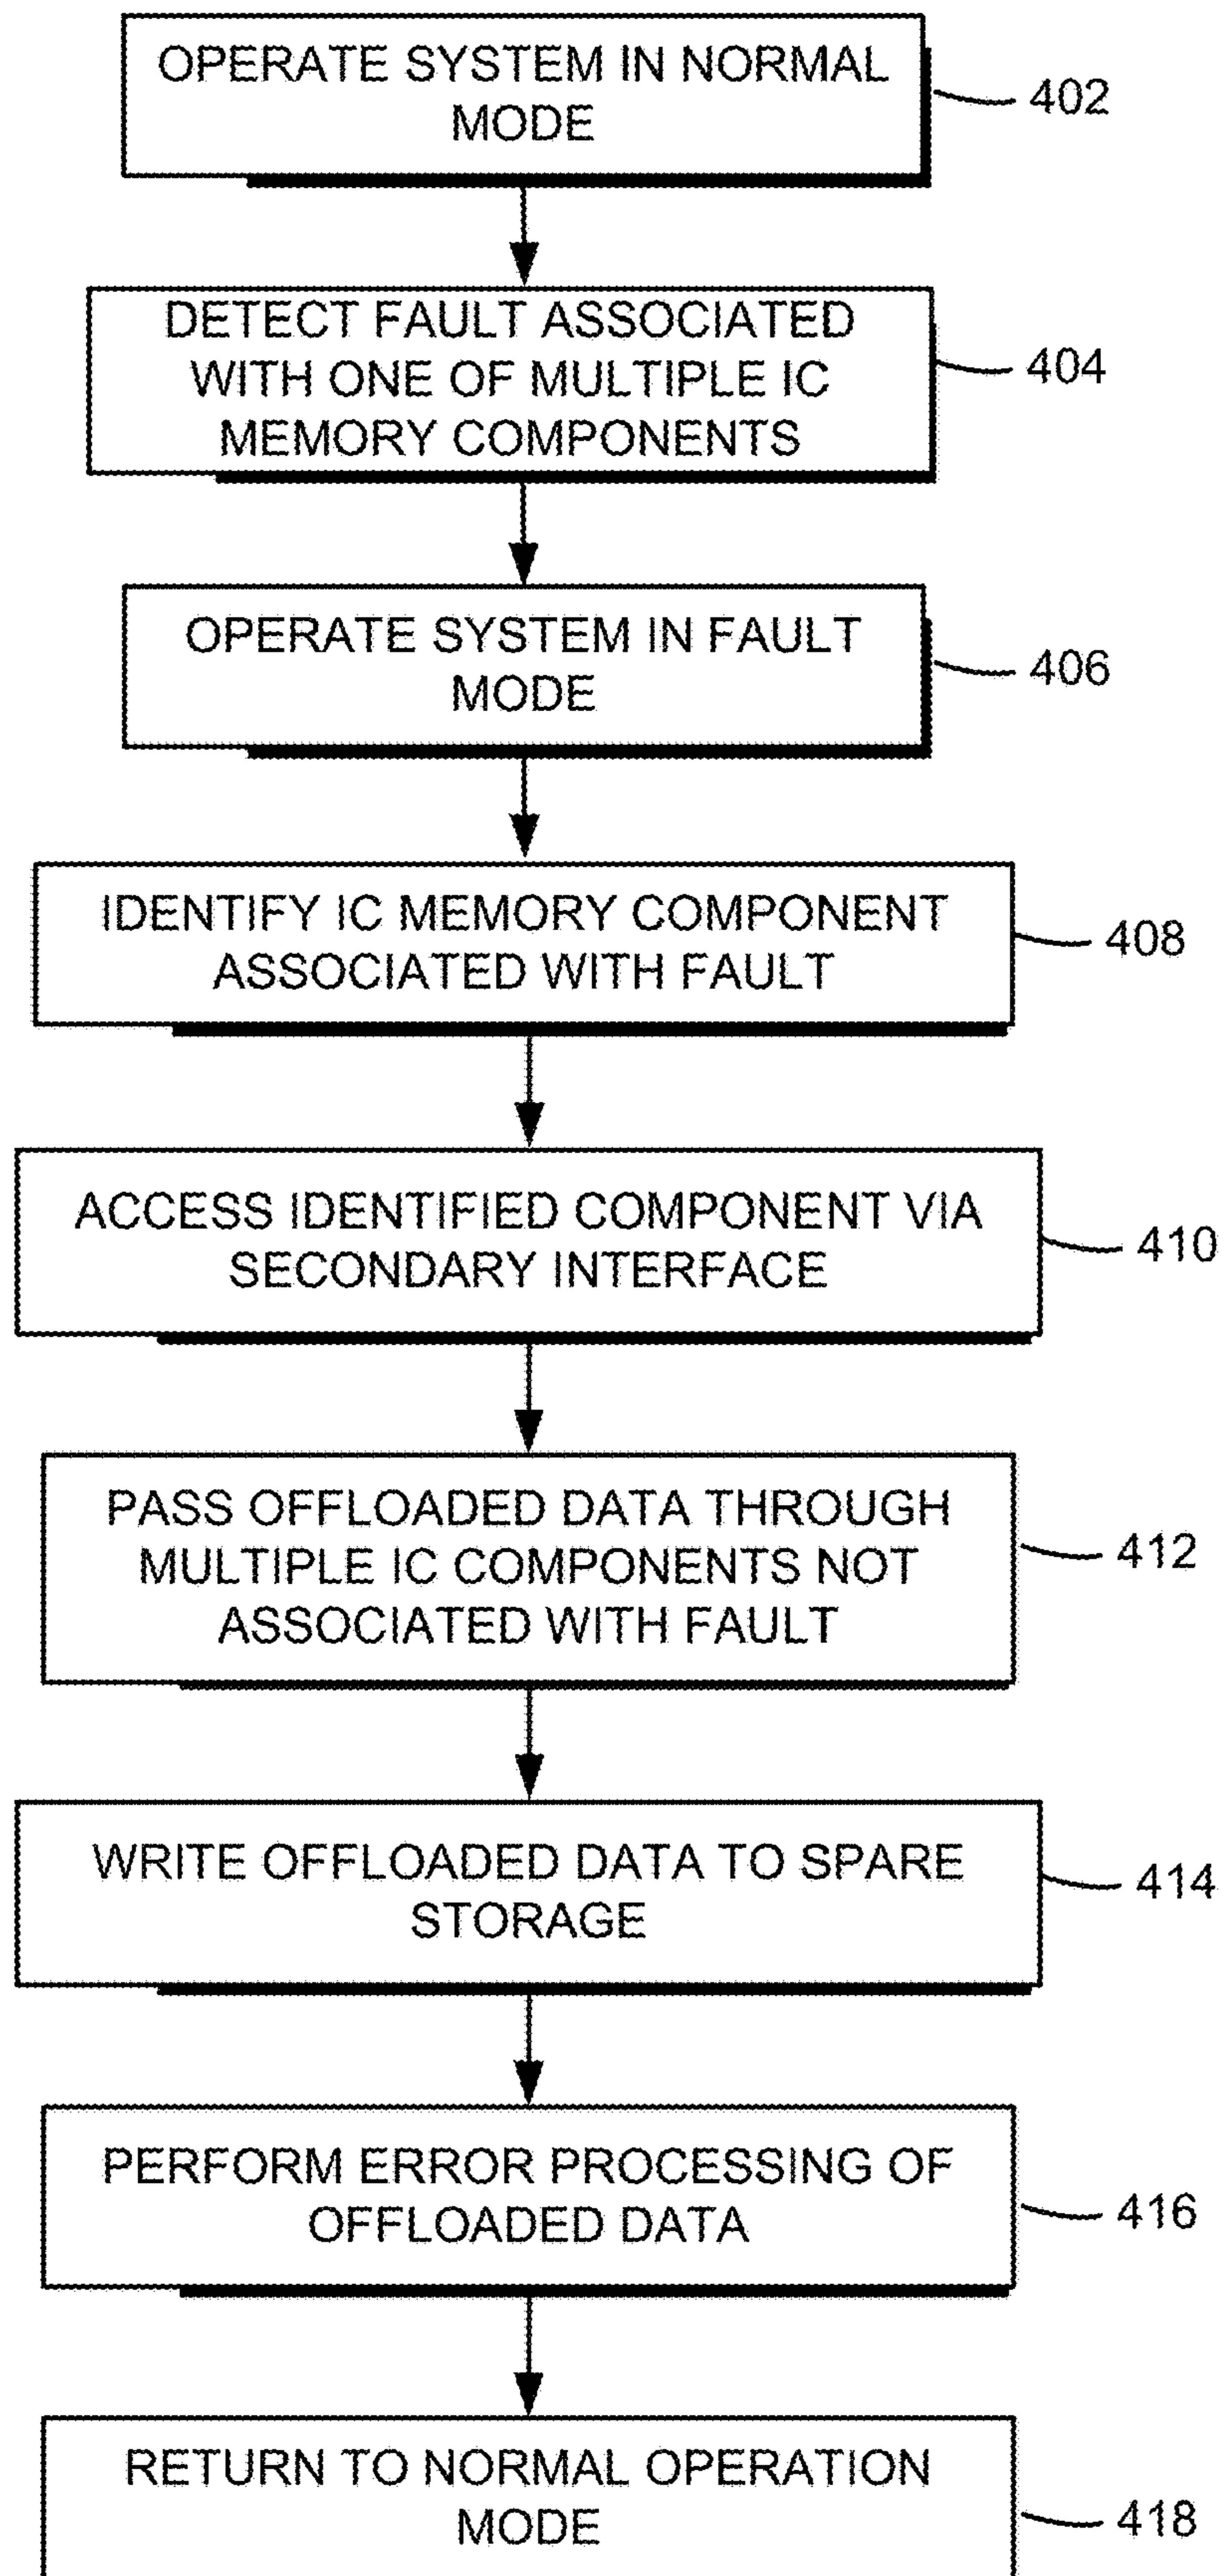 OPERATE SYSTEM IN NORMAL
MODE
402
DETECT FAULT ASSOCIATED
WITH ONE OF MULTIPLE IC
MEMORY COMPONENTS
404
OPERATE SYSTEM IN FAULT
MODE
406
IDENTIFY IC MEMORY COMPONENT
ASSOCIATED WITH FAULT
408
ACCESS IDENTIFIED COMPONENT VIA
SECONDARY INTERFACE
410
PASS OFFLOADED DATA THROUGH
MULTIPLE IC COMPONENTS NOT
ASSOCIATED WITH FAULT
412
WRITE OFFLOADED DATA TO SPARE
STORAGE
414
PERFORM ERROR PROCESSING OF
OFFLOADED DATA
416
RETURN TO NORMAL OPERATION
MODE
418